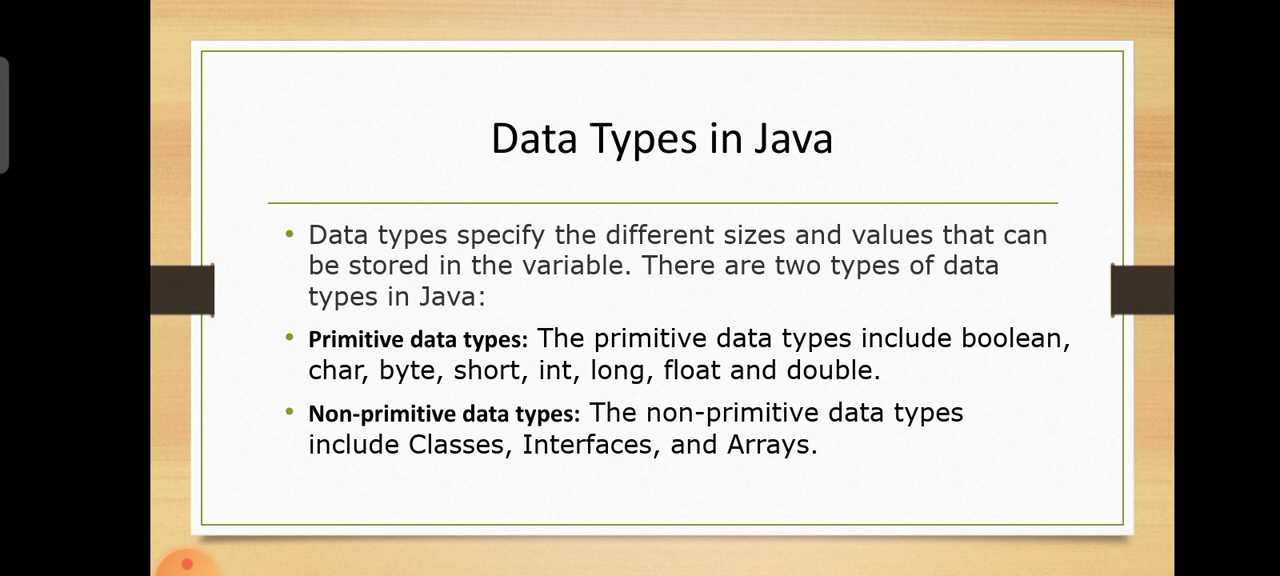 Data Types in Java
• Data types specify the different sizes and values that can
be stored in the variable. There are two types of data
types in Java:
• Primitive data types: The primitive data types include boolean,
char, byte, short, int, long, float and double.
• Non-primitive data types: The non-primitive data types
include Classes, Interfaces, and Arrays.